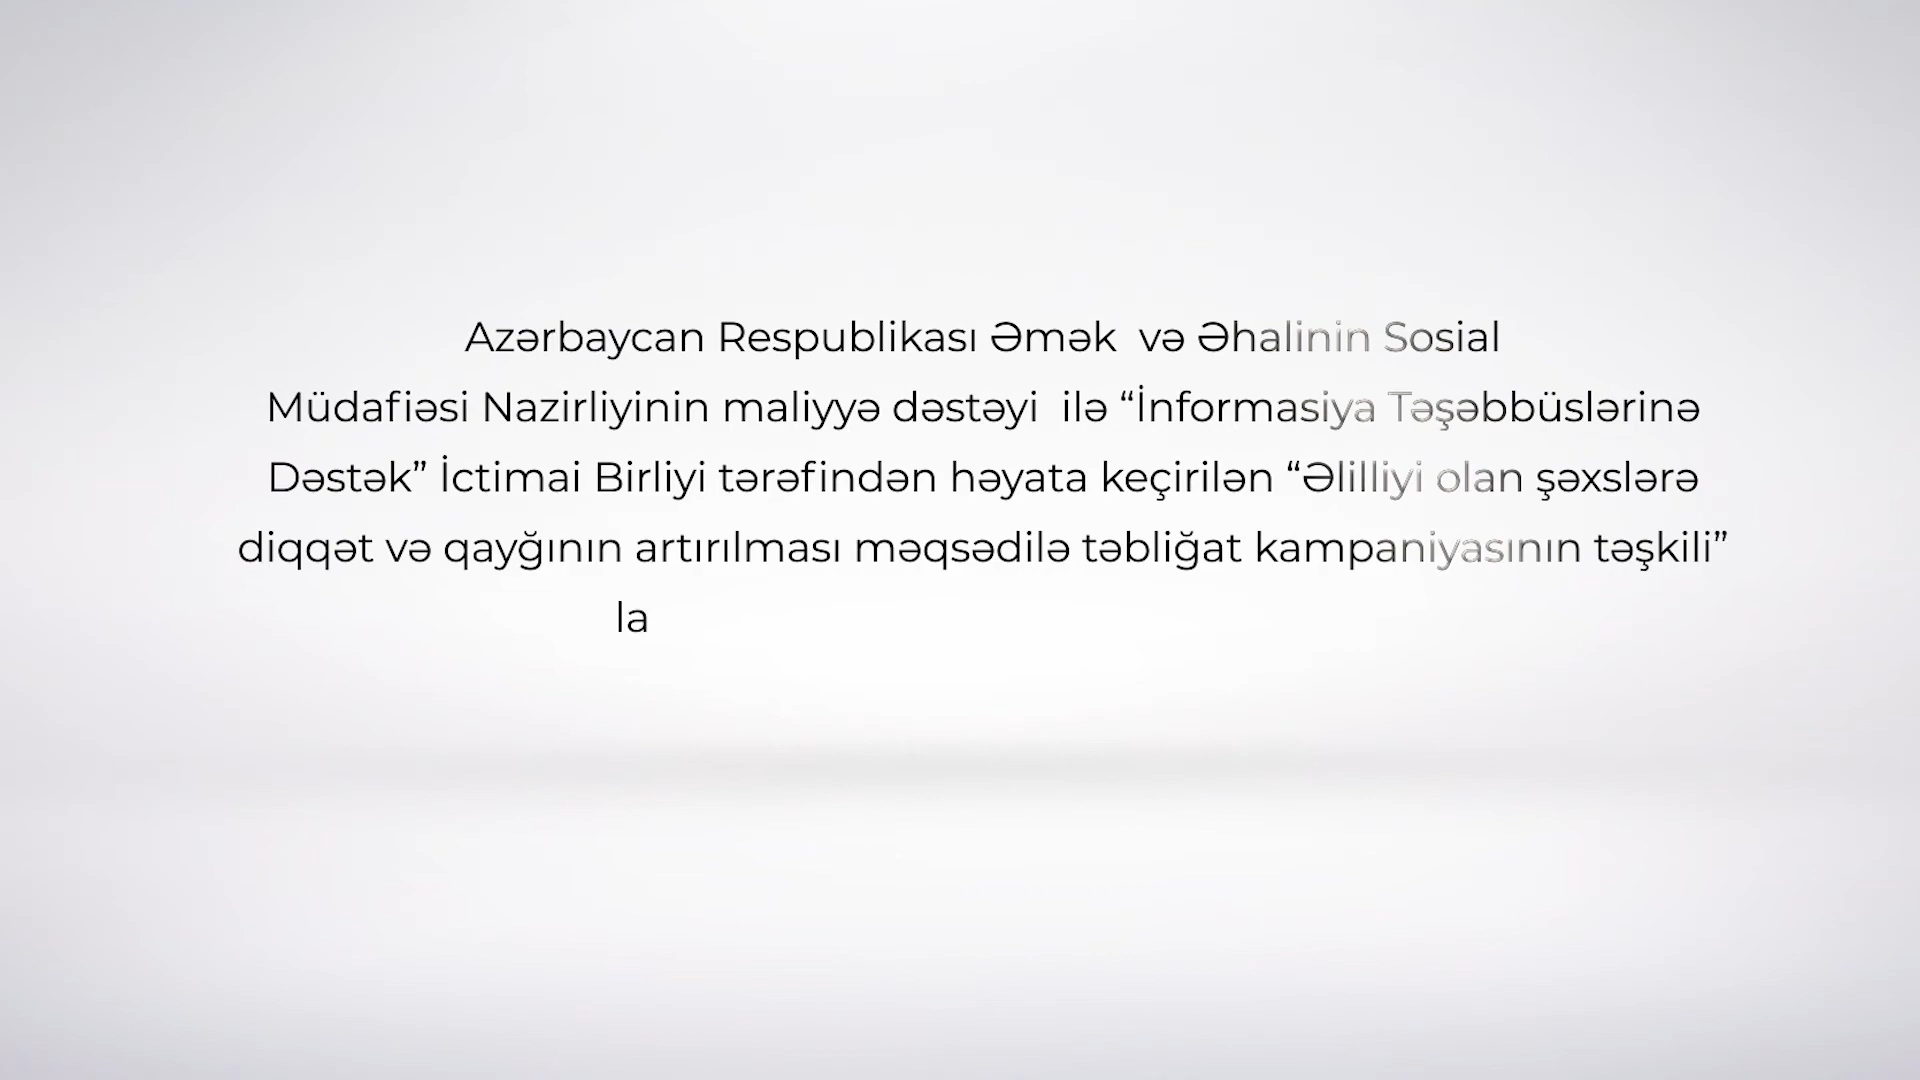 Azərbaycan Respublikası Əmək və Əhalinin Sosial
Müdafiəsi Nazirliyinin maliyyə dəstəyi ilə “İnformasiya Təşəbbüslərinə
Dəstək” İctimai Birliyi tərəfindən həyata keçirilən “Əlilliyi olan şəxslərə
diqqət və qayğının artırılması məqsədilə təbliğat kampaniyasının təşkili”
la